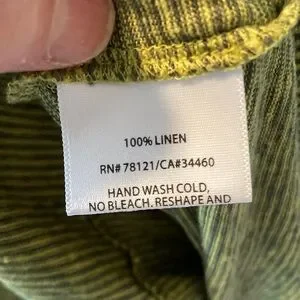 100% LINEN
RN# 78121/CA#34460
HAND WASH COLD,
NO BLEACH. RESHAPE AND